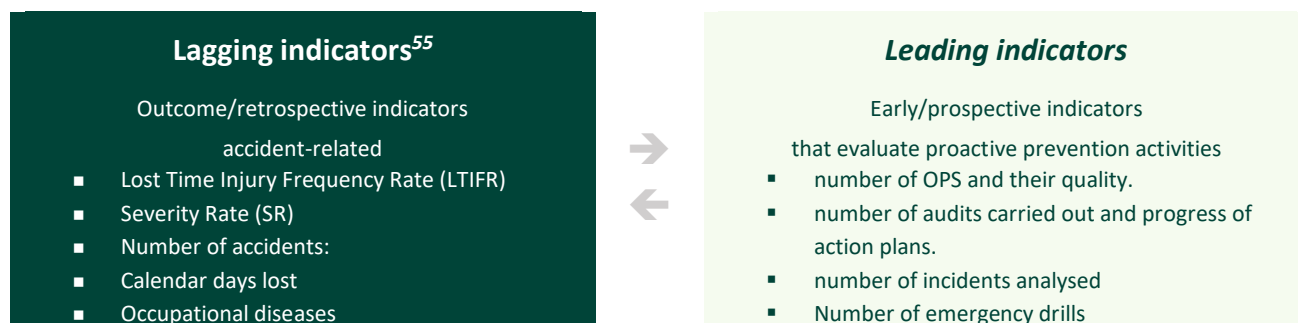 Lagging indicators55
Outcome/retrospective indicators
accident-related
■ Lost Time Injury Frequency Rate (LTIFR)
■ Severity Rate (SR)
■ Number of accidents:
■ Calendar days lost
■ Occupational diseases
Leading indicators
Early/prospective indicators
that evaluate proactive prevention activities
▪ number of OPS and their quality.
▪ number of audits carried out and progress of
action plans.
▪ number of incidents analysed
▪ Number of emergency drills